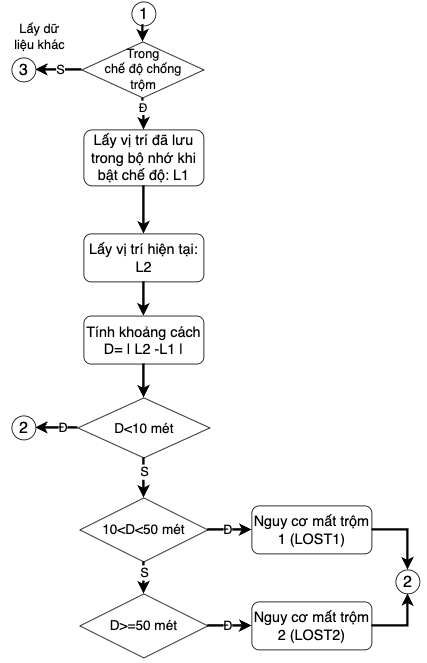 1
Lấy dữ
liệu khác
Trong
chế độ chống
trộm
3
S
Đ
Lấy vị trí đã lưu
trong bộ nhớ khi
bật chế độ: L1
Lấy vị trí hiện tại:
L2
Tính khoảng cách
D= | L2 -L1 |
2
Đ
D<10 mét
S
10<D<50 mét
Đ
Nguy cơ mất trộm
1 (LOST1)
S
2
D>=50 mét
Đ
Nguy cơ mất trộm
2 (LOST2)